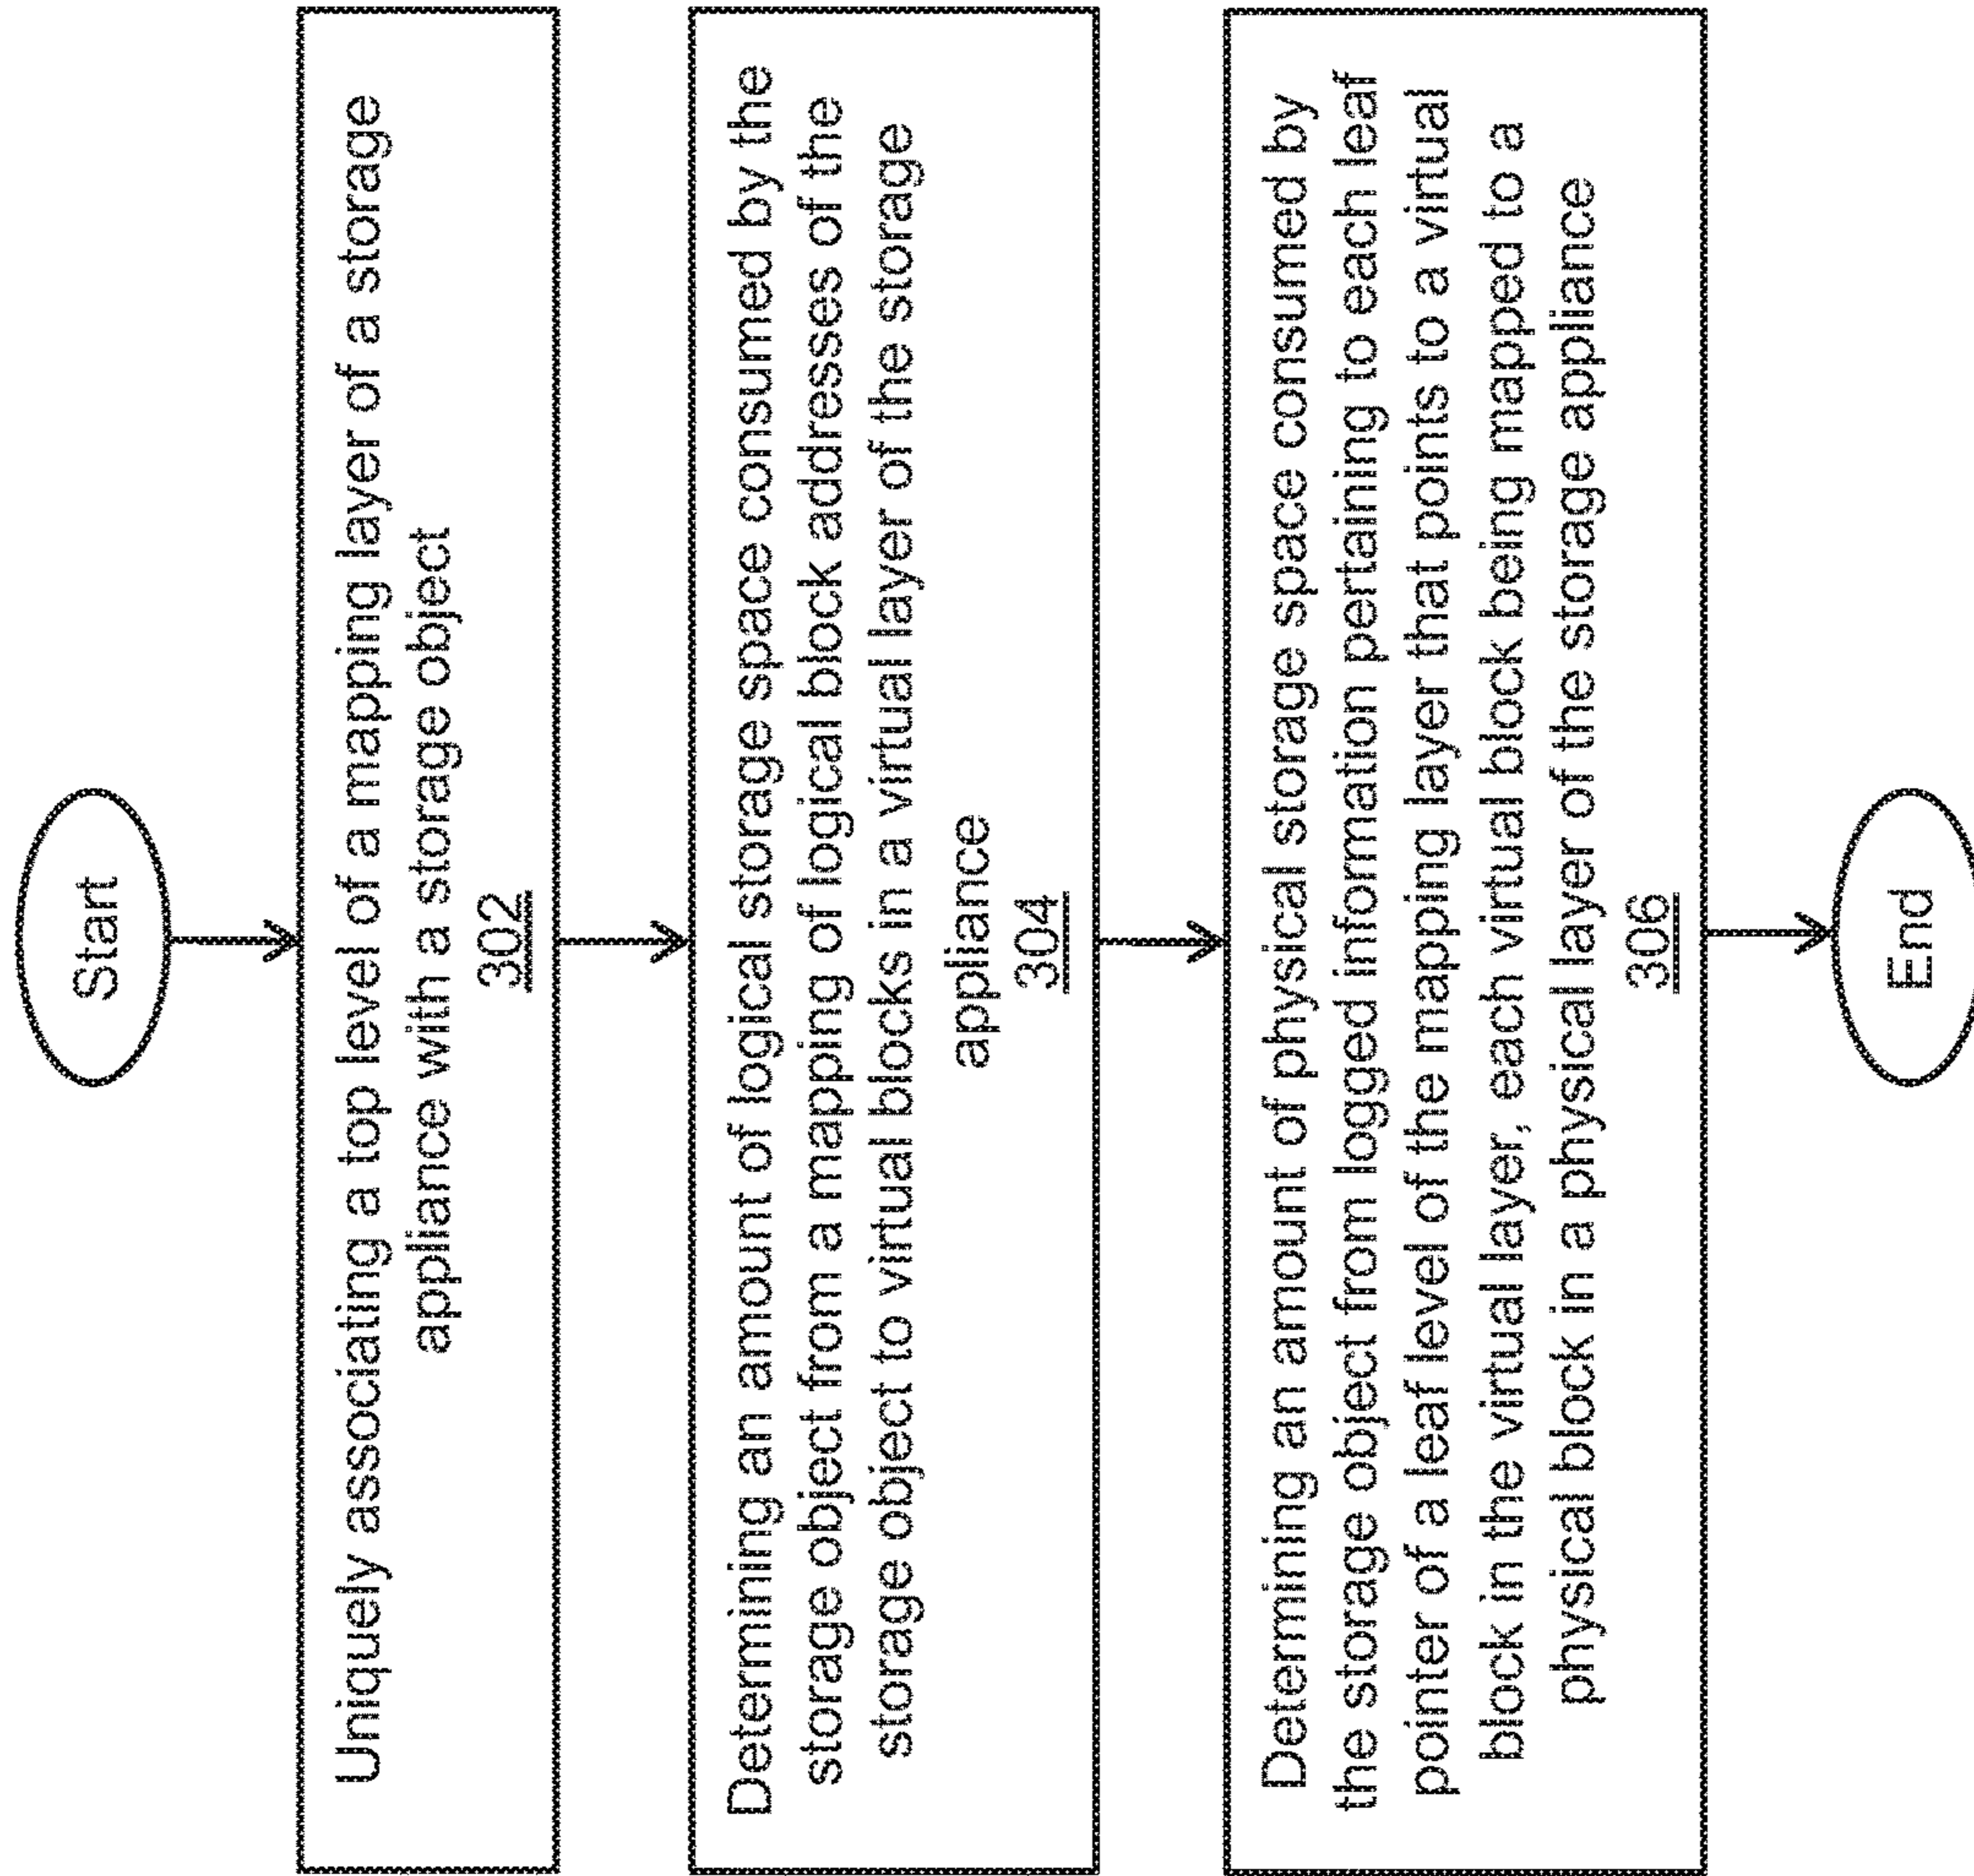 Start
Uniquely associating a top level of a mapping layer of a storage
appliance with a storage object
302
Determining an amount of logical storage space consumed by the
storage object from a mapping of logical block addresses of the
storage object to virtual blocks in a virtual layer of the storage
appliance
304
Determining an amount of physical storage space consumed by
the storage object from logged information pertaining to each leaf
pointer of a leaf level of the mapping layer that points to a virtual
block in the virtual layer, each virtual block being mapped to a
physical block in a physical layer of the storage appliance
306
End